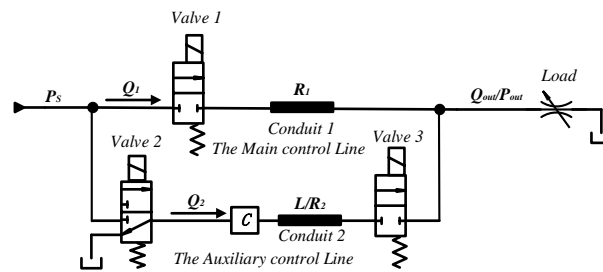 Valve 1
P_S
Q_1
R_1
Q_out/P_out
Load
Conduit 1
The Main control Line
Valve 2
Valve 3
Q_2
C
L/R_2
Conduit 2
The Auxiliary control Line